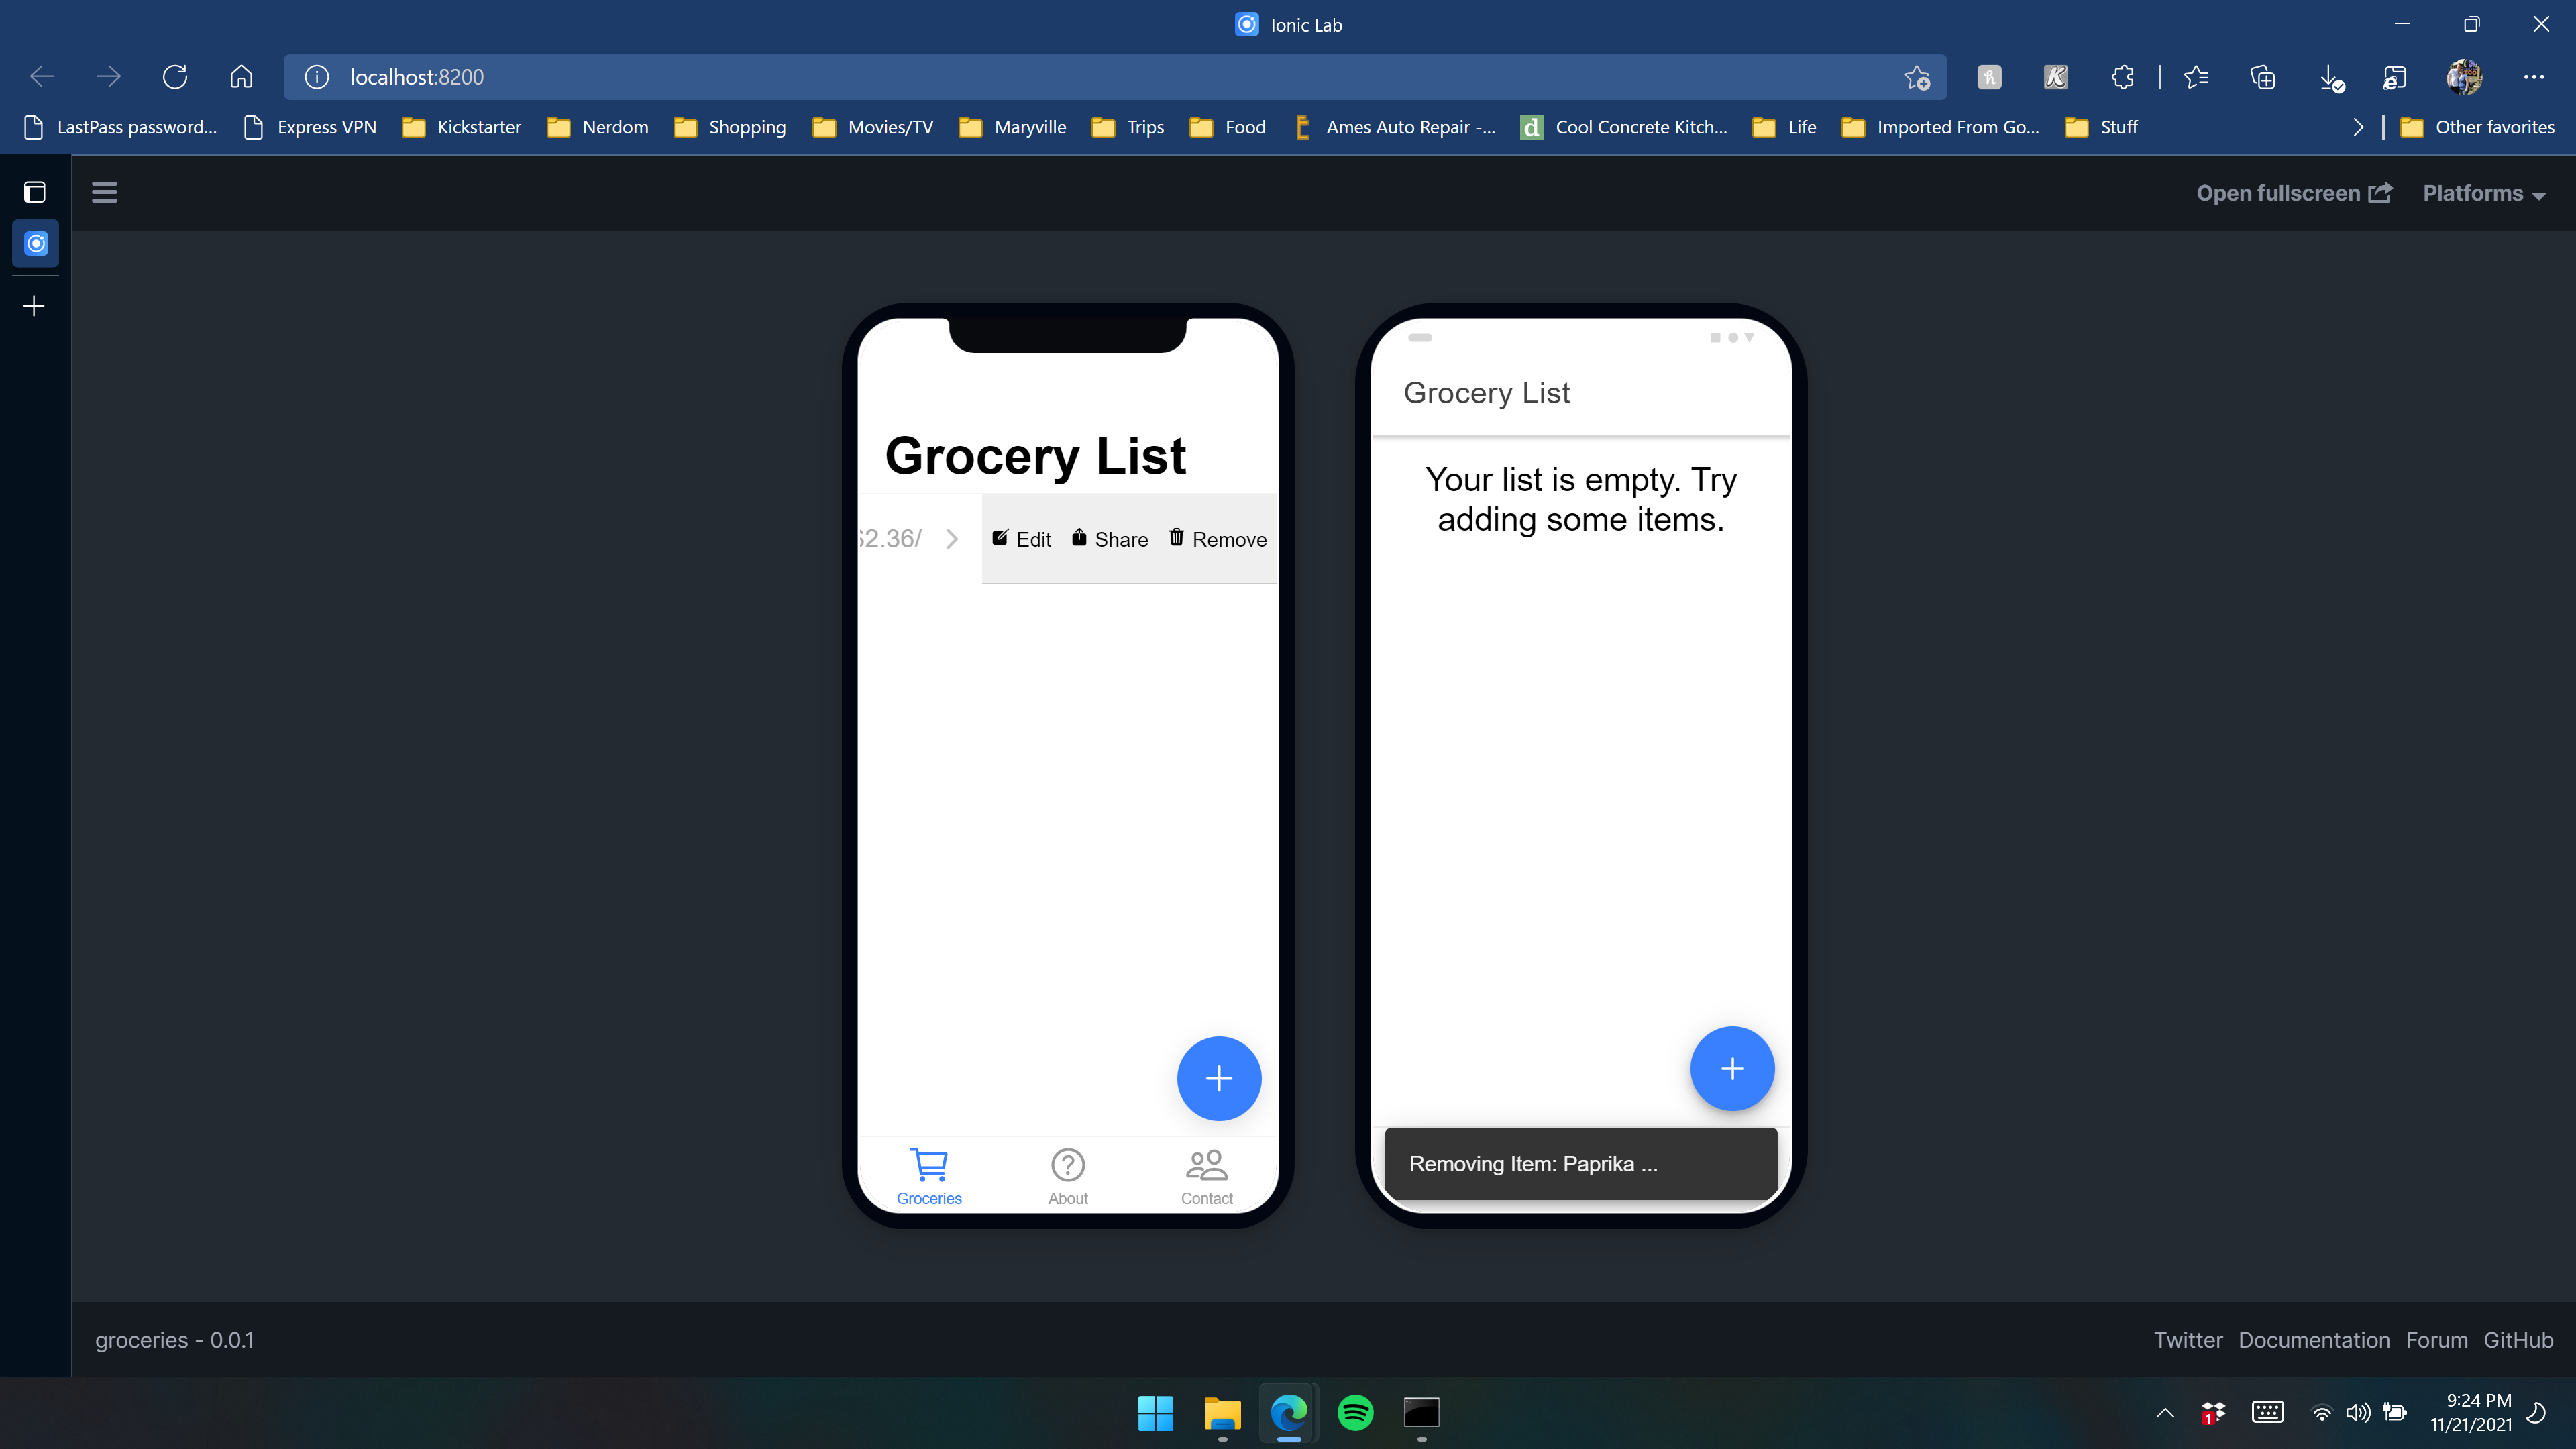 Ionic Lab
localhost:8200
LastPass password... Express VPN Kickstarter Nerdom Shopping Movies/TV Maryville Trips Food Ames Auto Repair -... Cool Concrete Kitch... Life Imported From Go... Stuff Other favorites
Open fullscreen Platforms
Grocery List
$2.36/ Edit Share Remove
Groceries About Contact
Grocery List
Your list is empty. Try
adding some items.
Removing Item: Paprika ...
groceries - 0.0.1
Twitter Documentation Forum GitHub
1
9:24 PM
11/21/2021